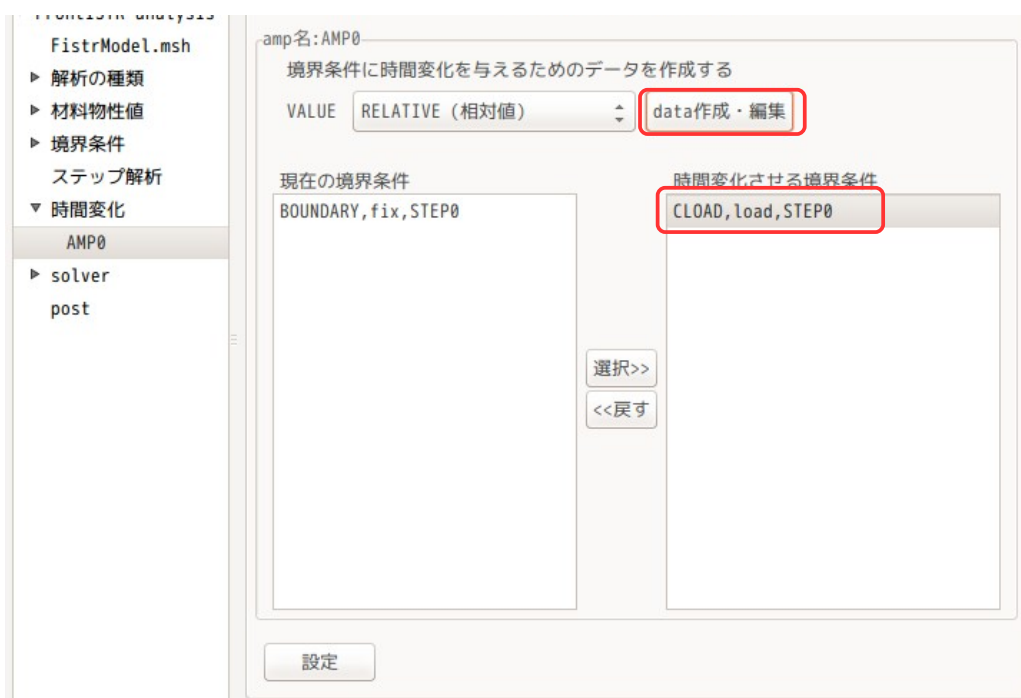 FrontISTR analysis
FistrModel.msh
解析の種類
材料物性値
境界条件
ステップ解析
時間変化
AMP0
solver
post
amp名:AMP0
境界条件に時間変化を与えるためのデータを作成する
VALUE RELATIVE (相対値) data作成・編集
現在の境界条件 時間変化させる境界条件
BOUNDARY,fix,STEP0 CLOAD,load,STEP0
選択>>
<<戻す
設定